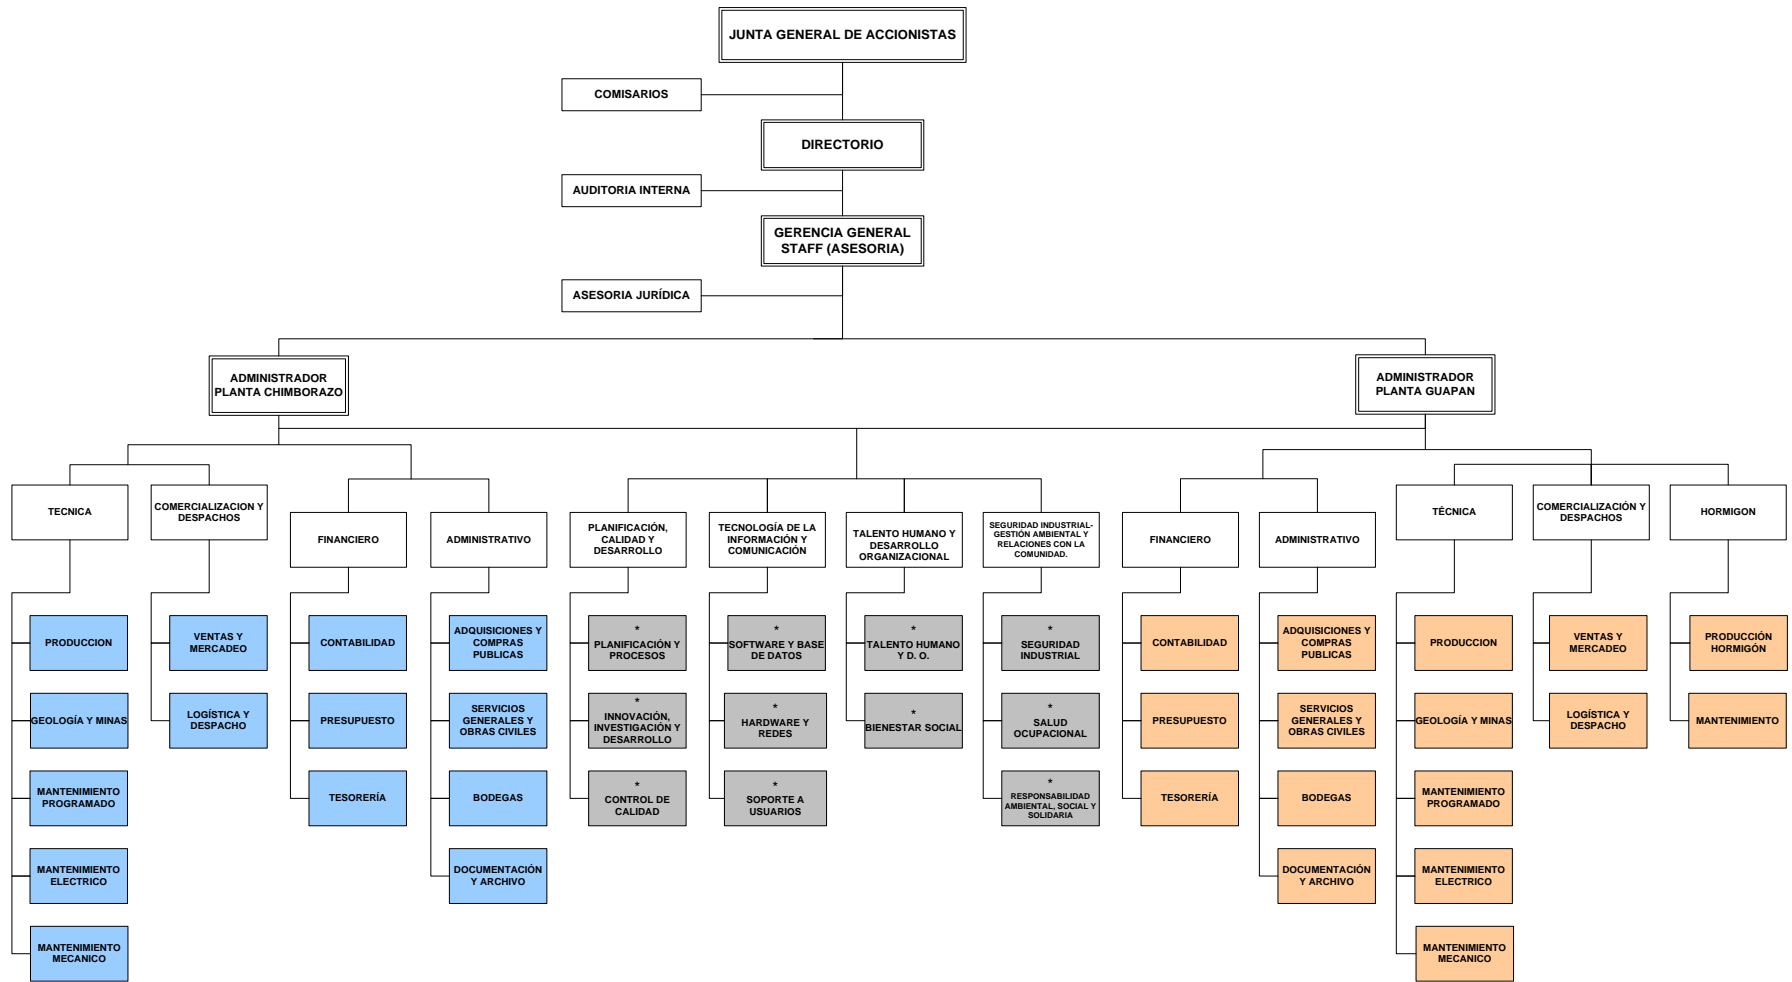 JUNTA GENERAL DE ACCIONISTAS
COMISARIOS
DIRECTORIO
AUDITORIA INTERNA
GERENCIA GENERAL
STAFF (ASESORIA)
ASESORIA JURÍDICA
ADMINISTRADOR
PLANTA CHIMBORAZO
ADMINISTRADOR
PLANTA GUAPAN
TECNICA
COMERCIALIZACION Y
DESPACHOS
FINANCIERO
ADMINISTRATIVO
PLANIFICACIÓN,
CALIDAD Y
DESARROLLO
TECNOLOGÍA DE LA
INFORMACIÓN Y
COMUNICACIÓN
TALENTO HUMANO Y
DESARROLLO
ORGANIZACIONAL
SEGURIDAD INDUSTRIAL-
GESTIÓN AMBIENTAL Y
RELACIONES CON LA
COMUNIDAD.
FINANCIERO
ADMINISTRATIVO
TÉCNICA
COMERCIALIZACIÓN Y
DESPACHOS
HORMIGON
PRODUCCION
VENTAS Y
MERCADEO
CONTABILIDAD
ADQUISICIONES Y
COMPRAS
PUBLICAS
*
PLANIFICACIÓN Y
PROCESOS
*
SOFTWARE Y BASE
DE DATOS
*
TALENTO HUMANO
Y D. O.
*
SEGURIDAD
INDUSTRIAL
CONTABILIDAD
ADQUISICIONES Y
COMPRAS
PUBLICAS
PRODUCCION
VENTAS Y
MERCADEO
PRODUCCIÓN
HORMIGÓN
GEOLOGÍA Y MINAS
LOGÍSTICA Y
DESPACHO
PRESUPUESTO
SERVICIOS
GENERALES Y
OBRAS CIVILES
*
INNOVACIÓN,
INVESTIGACIÓN Y
DESARROLLO
*
HARDWARE Y
REDES
*
BIENESTAR SOCIAL
*
SALUD
OCUPACIONAL
PRESUPUESTO
SERVICIOS
GENERALES Y
OBRAS CIVILES
GEOLOGÍA Y MINAS
LOGÍSTICA Y
DESPACHO
MANTENIMIENTO
MANTENIMIENTO
PROGRAMADO
TESORERÍA
BODEGAS
*
CONTROL DE
CALIDAD
*
SOPORTE A
USUARIOS
*
RESPONSABILIDAD
AMBIENTAL, SOCIAL Y
SOLIDARIA
TESORERÍA
BODEGAS
MANTENIMIENTO
PROGRAMADO
MANTENIMIENTO
ELECTRICO
DOCUMENTACIÓN
Y ARCHIVO
DOCUMENTACIÓN
Y ARCHIVO
MANTENIMIENTO
ELECTRICO
MANTENIMIENTO
MECANICO
MANTENIMIENTO
MECANICO